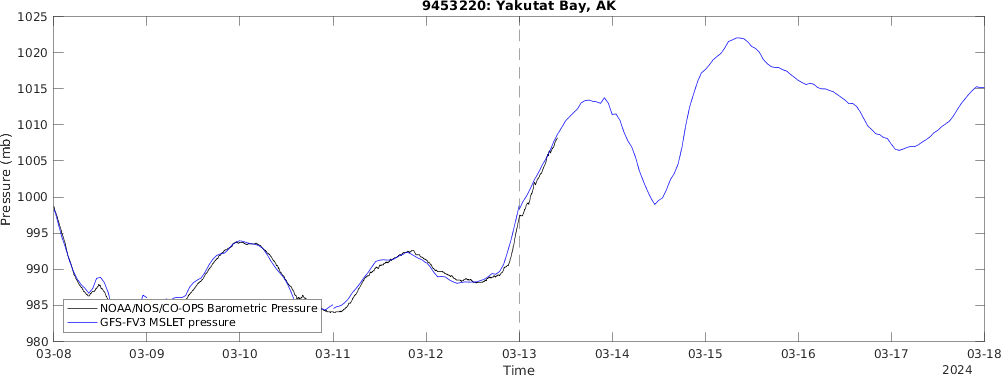 9453220: Yakutat Bay, AK
Pressure (mb)
1025
1020
1015
1010
1005
1000
995
990
985
980
NOAA/NOS/CO-OPS Barometric Pressure
GFS-FV3 MSLET pressure
03-08 03-09 03-10 03-11 03-12 03-13 03-14 03-15 03-16 03-17 03-18
Time
2024